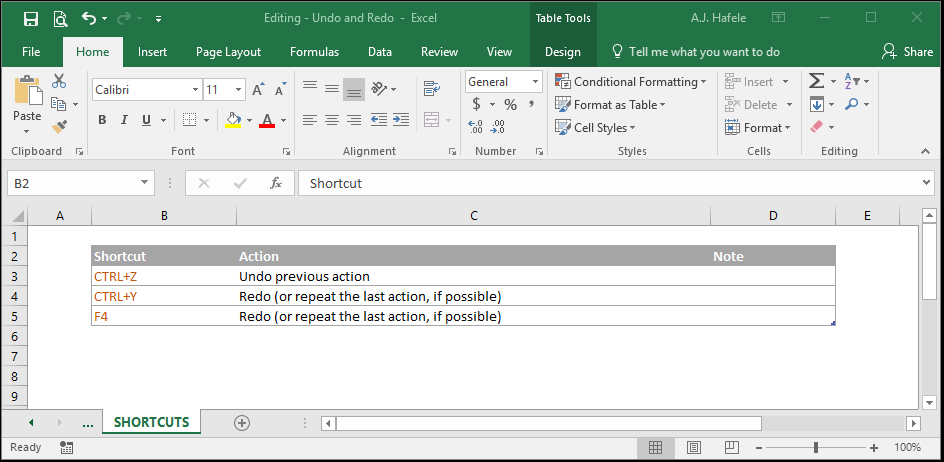 Editing - Undo and Redo - Excel
Table Tools
A.J. Hafele
File Home Insert Page Layout Formulas Data Review View Design Tell me what you want to do Share
Calibri 11 A A General Conditional Formatting Insert Σ A Z
Paste $ % , Format as Table Delete
B I U A .00 .0 Cell Styles Format
Clipboard Font Alignment Number Styles Cells Editing
B2 fx Shortcut
A B C D E
1
2 Shortcut Action Note
3 CTRL+Z Undo previous action
4 CTRL+Y Redo (or repeat the last action, if possible)
5 F4 Redo (or repeat the last action, if possible)
6
7
8
9
... SHORTCUTS
Ready 100%